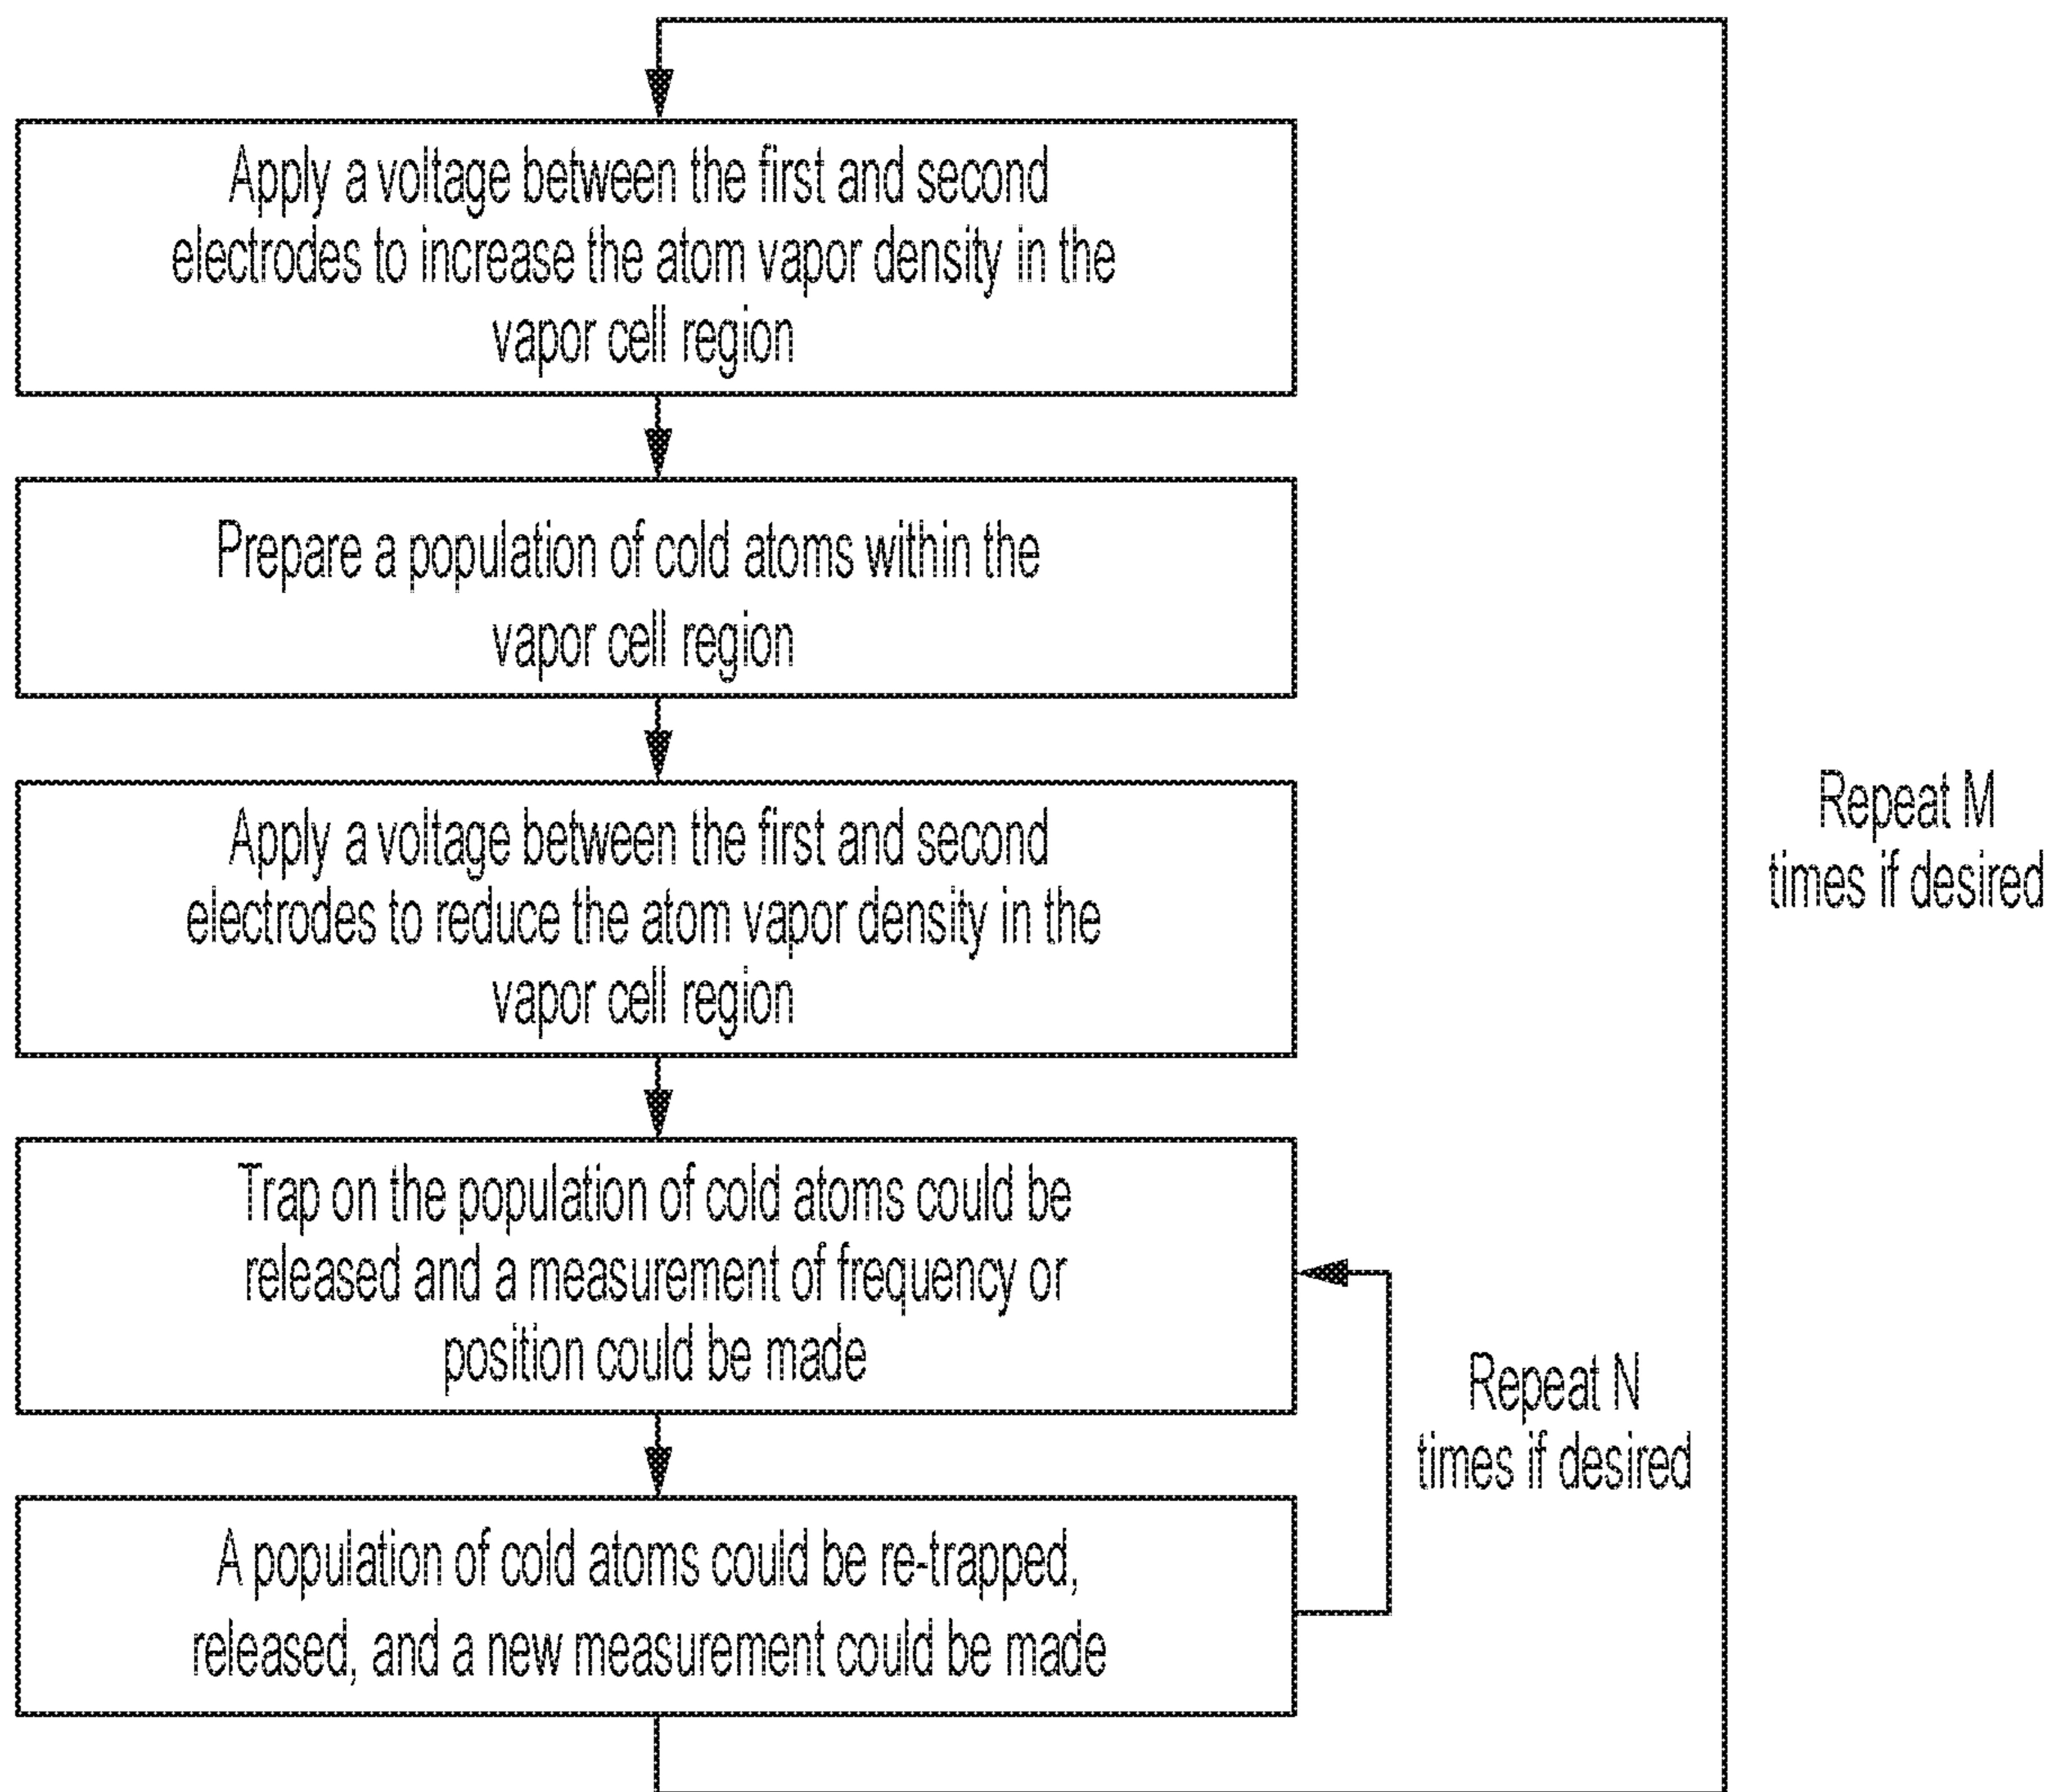 Apply a voltage between the first and second
electrodes to increase the atom vapor density in the
vapor cell region
Prepare a population of cold atoms within the
vapor cell region
Apply a voltage between the first and second
electrodes to reduce the atom vapor density in the
vapor cell region
Repeat M
times if desired
Trap on the population of cold atoms could be
released and a measurement of frequency or
position could be made
Repeat N
times if desired
A population of cold atoms could be re-trapped,
released, and a new measurement could be made